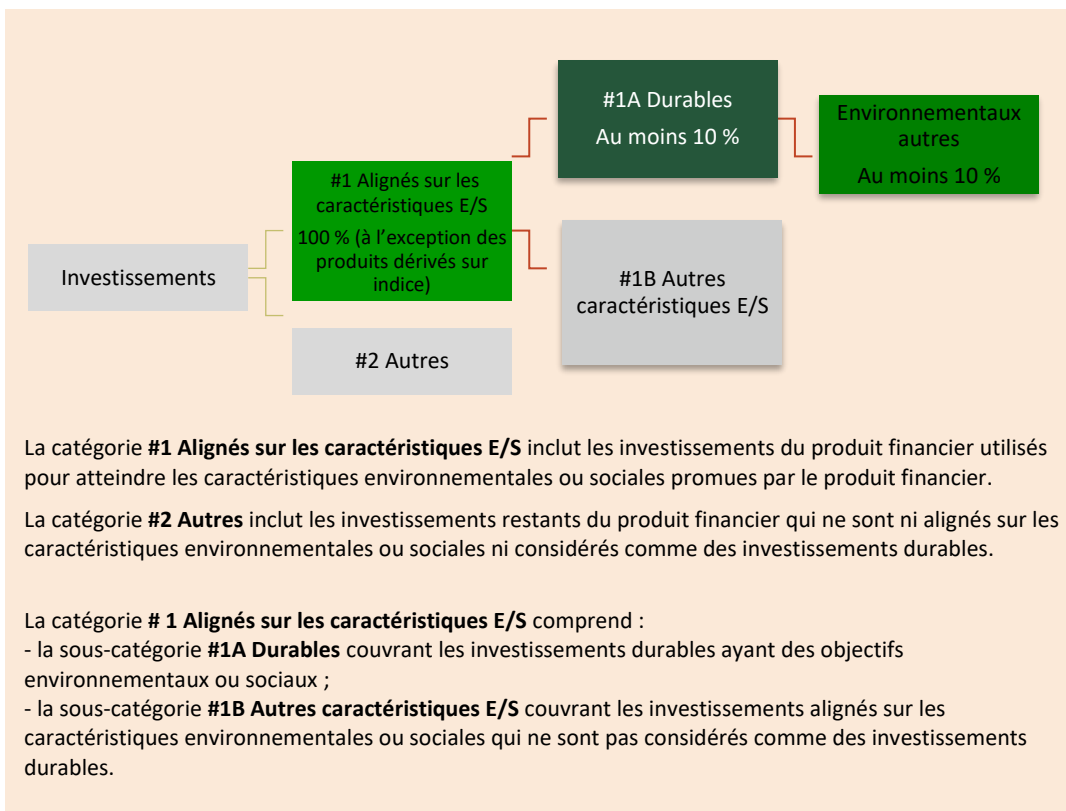 #1A Durables
Au moins 10 %
Environnementaux
autres
Au moins 10 %
#1 Alignés sur les
caractéristiques E/S
100 % (à l’exception des
produits dérivés sur
indice)
Investissements
#1B Autres
caractéristiques E/S
#2 Autres
La catégorie #1 Alignés sur les caractéristiques E/S inclut les investissements du produit financier utilisés
pour atteindre les caractéristiques environnementales ou sociales promues par le produit financier.
La catégorie #2 Autres inclut les investissements restants du produit financier qui ne sont ni alignés sur les
caractéristiques environnementales ou sociales ni considérés comme des investissements durables.
La catégorie # 1 Alignés sur les caractéristiques E/S comprend :
- la sous-catégorie #1A Durables couvrant les investissements durables ayant des objectifs
environnementaux ou sociaux ;
- la sous-catégorie #1B Autres caractéristiques E/S couvrant les investissements alignés sur les
caractéristiques environnementales ou sociales qui ne sont pas considérés comme des investissements
durables.